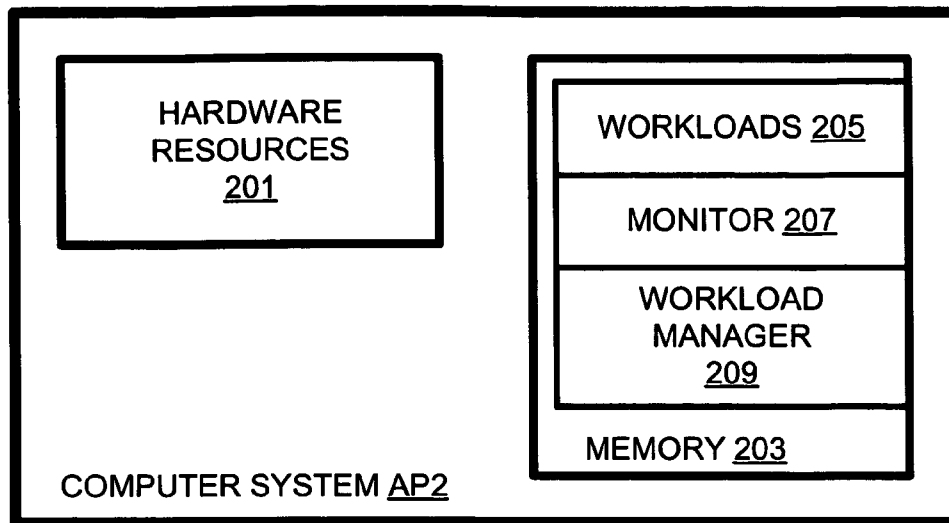 HARDWARE
RESOURCES
201
WORKLOADS 205
MONITOR 207
WORKLOAD
MANAGER
209
MEMORY 203
COMPUTER SYSTEM AP2